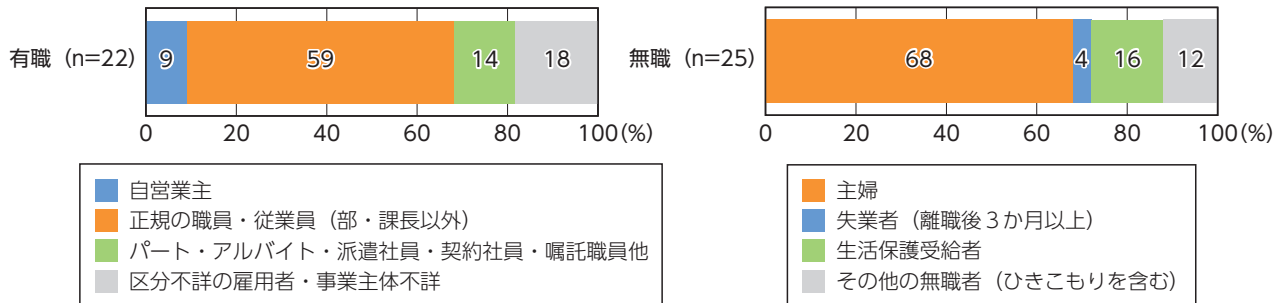 有職（n=22）
9 59 14 18
0 20 40 60 80 100(%)
自営業主
正規の職員・従業員（部・課長以外）
パート・アルバイト・派遣社員・契約社員・嘱託職員他
区分不詳の雇用者・事業主体不詳
無職（n=25）
68 4 16 12
0 20 40 60 80 100(%)
主婦
失業者（離職後３か月以上）
生活保護受給者
その他の無職者（ひきこもりを含む）